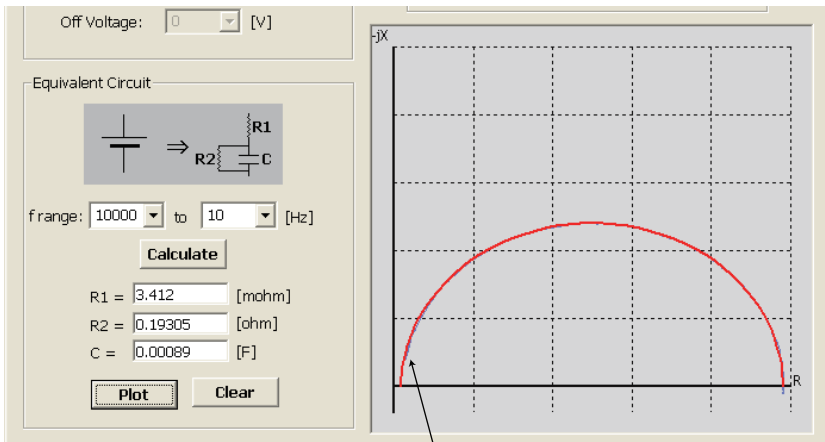 Off Voltage: 0 [V]
Equivalent Circuit
⇒
R1
R2
C
f range: 10000 to 10 [Hz]
Calculate
R1 = 3.412 [mohm]
R2 = 0.19305 [ohm]
C = 0.00089 [F]
Plot Clear
-jX
R